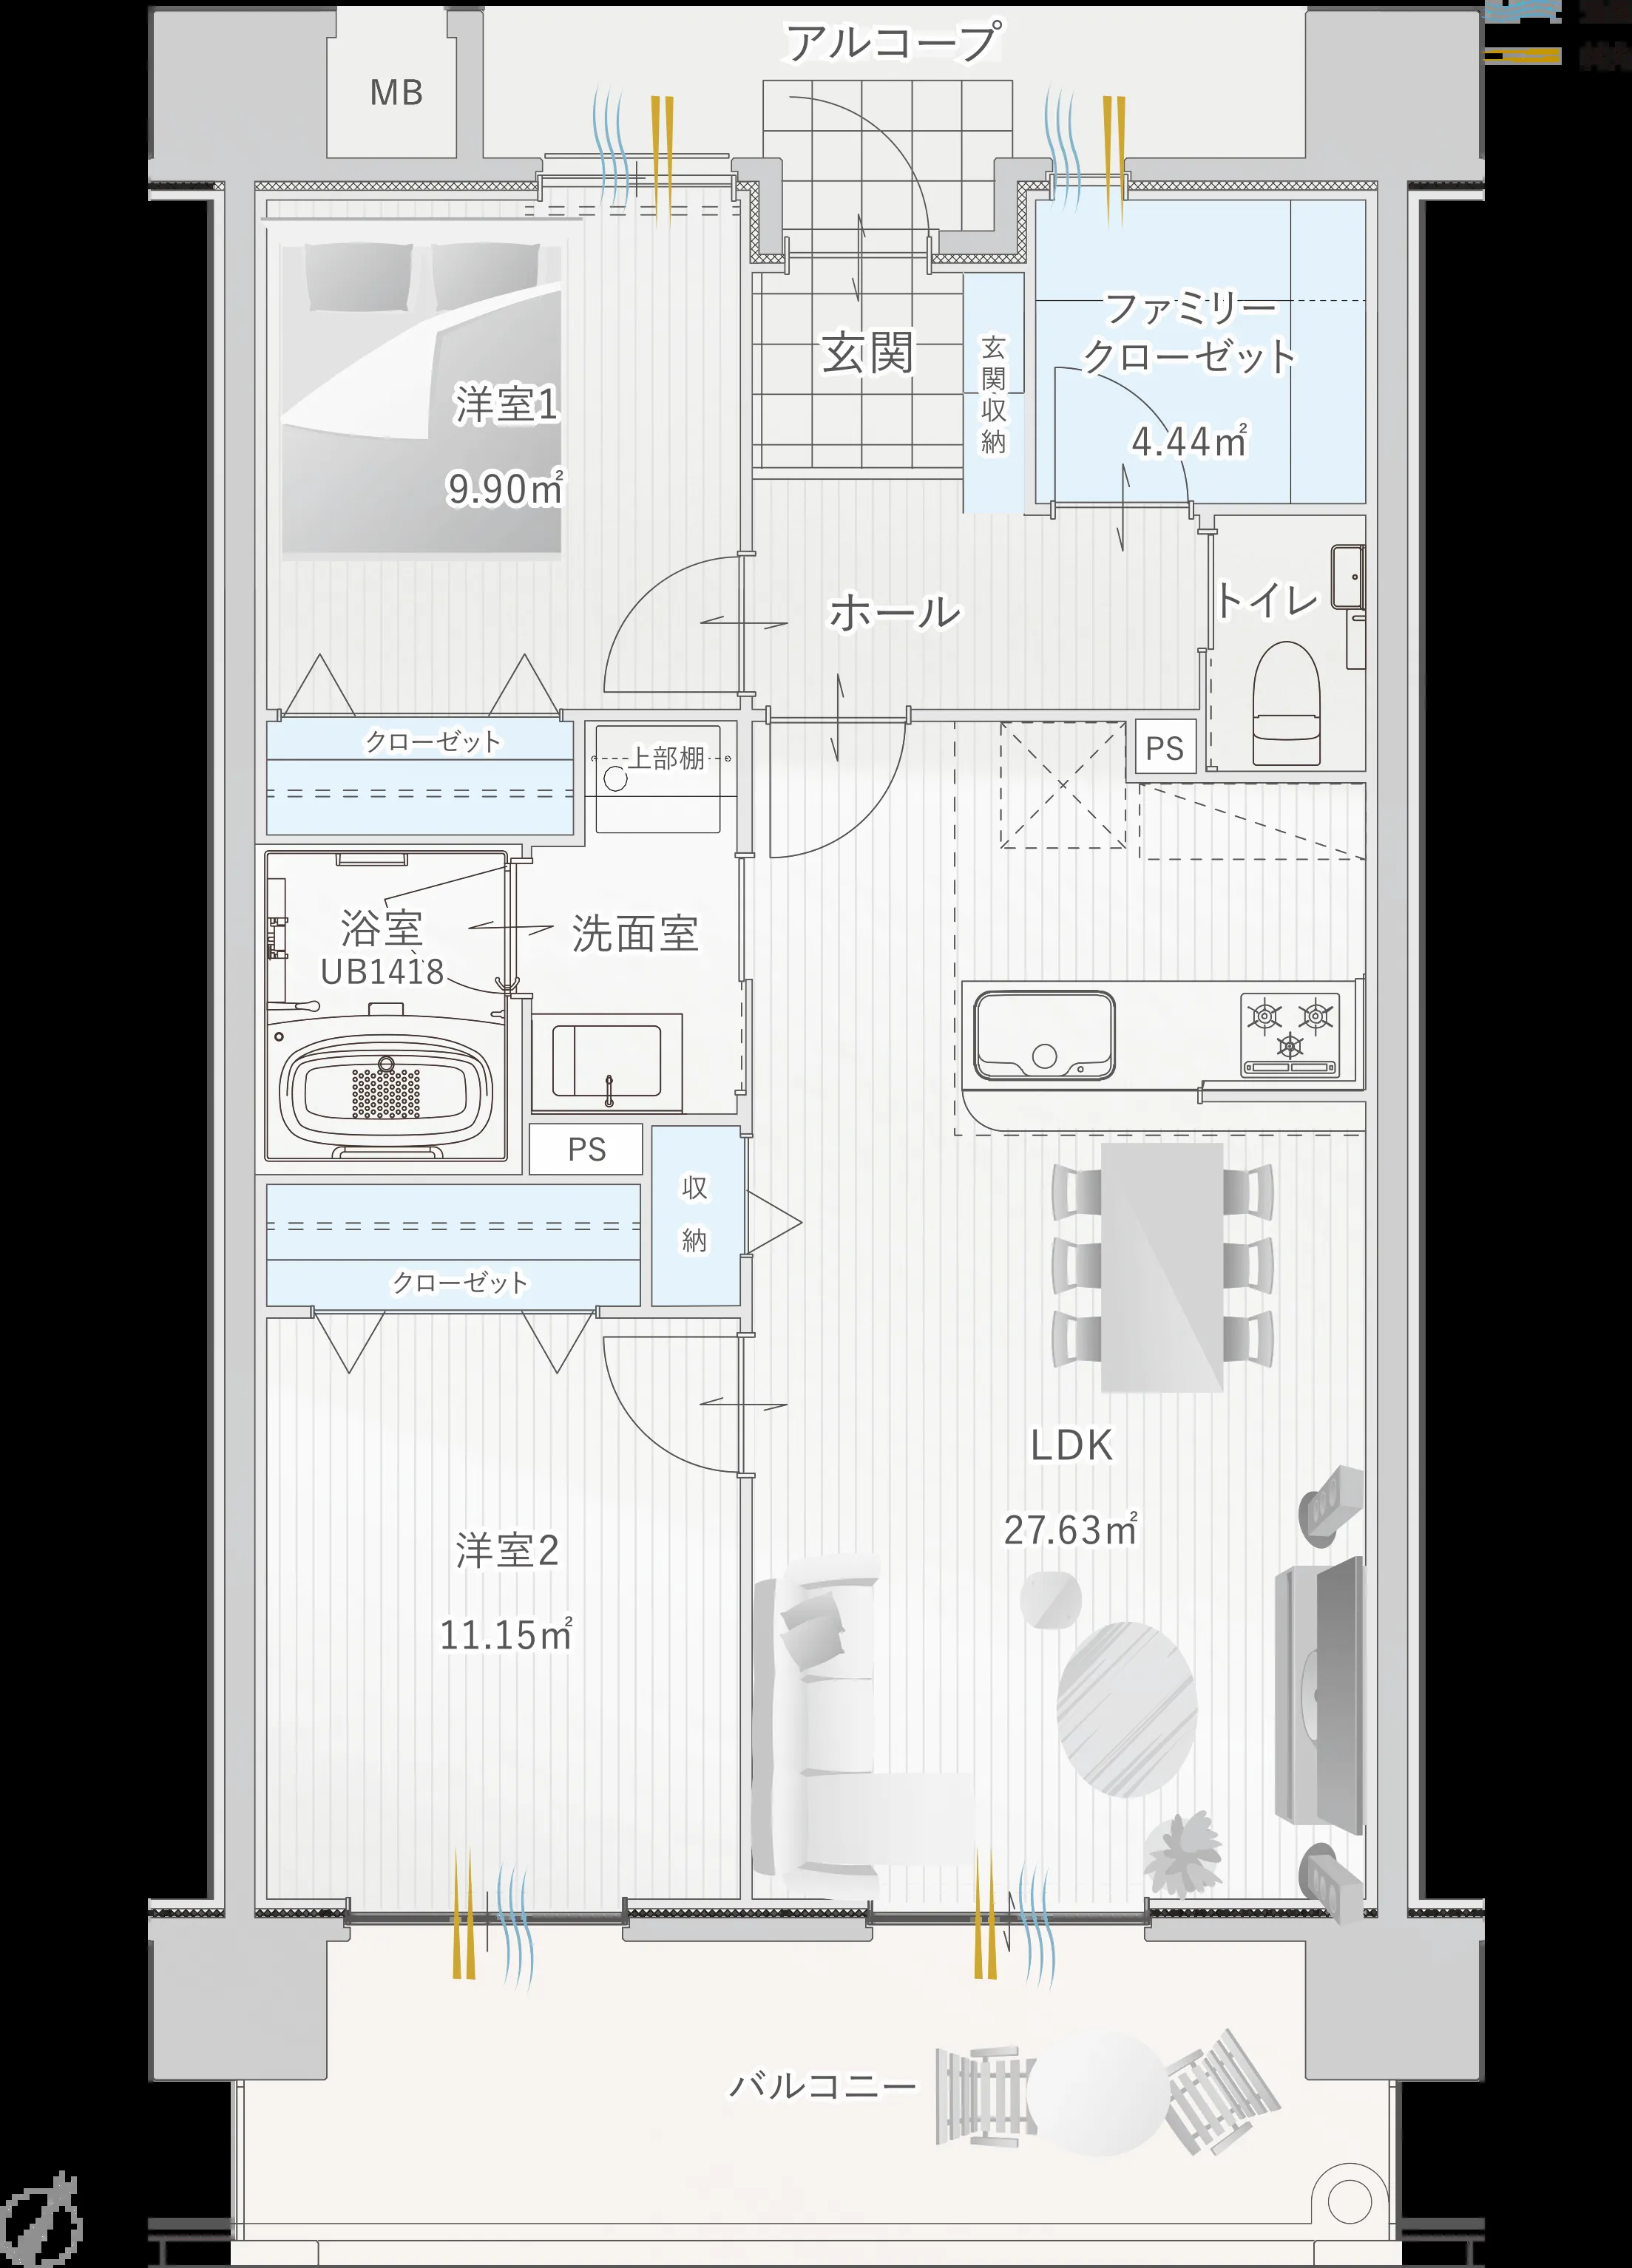 アルコープ
MB
玄関
玄関収納
ファミリー
クローゼット
4.44㎡
洋室1
9.90㎡
ホール
トイレ
クローゼット
上部棚
PS
浴室
UB1418
洗面室
PS
収納
クローゼット
LDK
27.63㎡
洋室2
11.15㎡
バルコニー